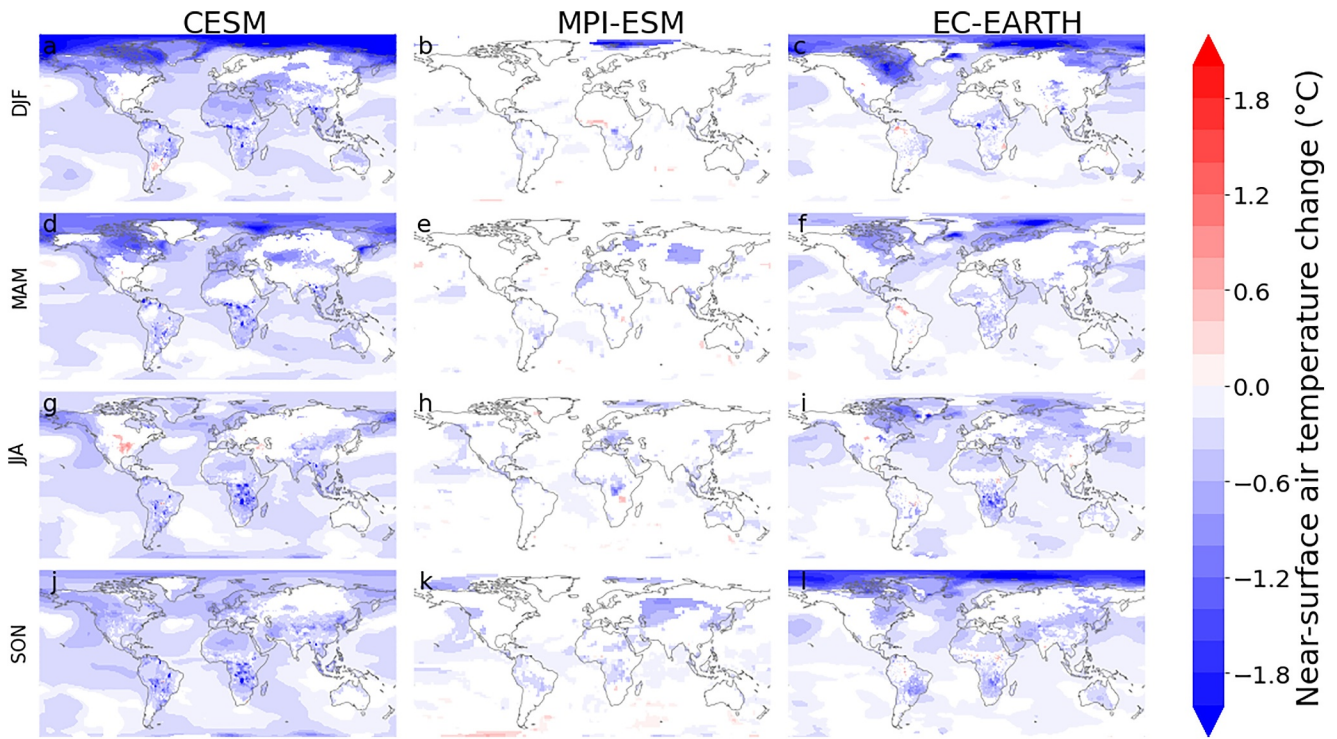 CESM MPI-ESM EC-EARTH
DJF
a b c
MAM
d e f
JJA
g h i
SON
j k l
1.8
1.2
0.6
0.0
−0.6
−1.2
−1.8
Near-surface air temperature change (°C)